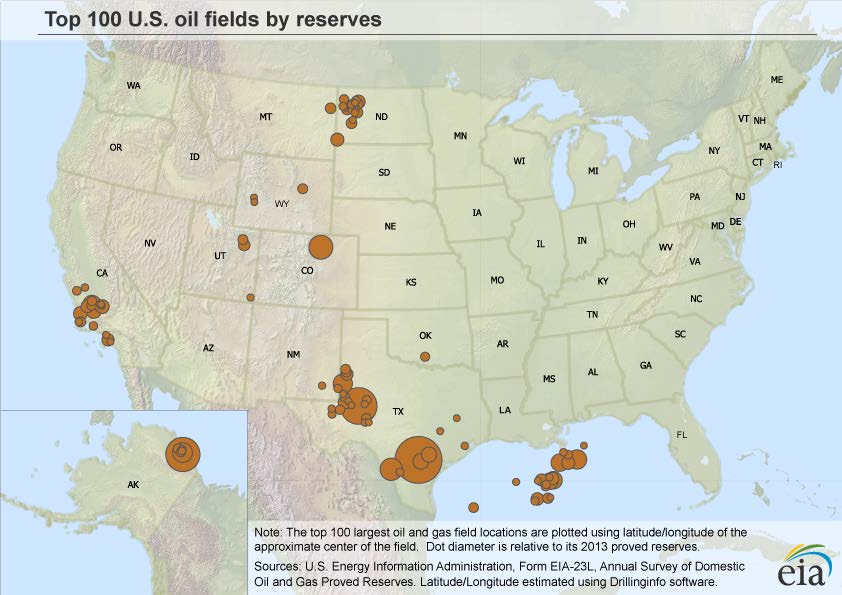 Top 100 U.S. oil fields by reserves
WA
MT
ND
MN
ME
OR
ID
SD
WI
MI
NY
VT
NH
MA
CT
RI
WY
NE
IA
PA
NJ
NV
UT
CO
IL
IN
OH
MD
DE
WV
VA
CA
KS
MO
KY
NC
AZ
NM
OK
AR
TN
SC
MS
AL
GA
TX
LA
FL
AK
Note: The top 100 largest oil and gas field locations are plotted using latitude/longitude of the
approximate center of the field. Dot diameter is relative to its 2013 proved reserves.
Sources: U.S. Energy Information Administration, Form EIA-23L, Annual Survey of Domestic
Oil and Gas Proved Reserves. Latitude/Longitude estimated using Drillinginfo software.
eia